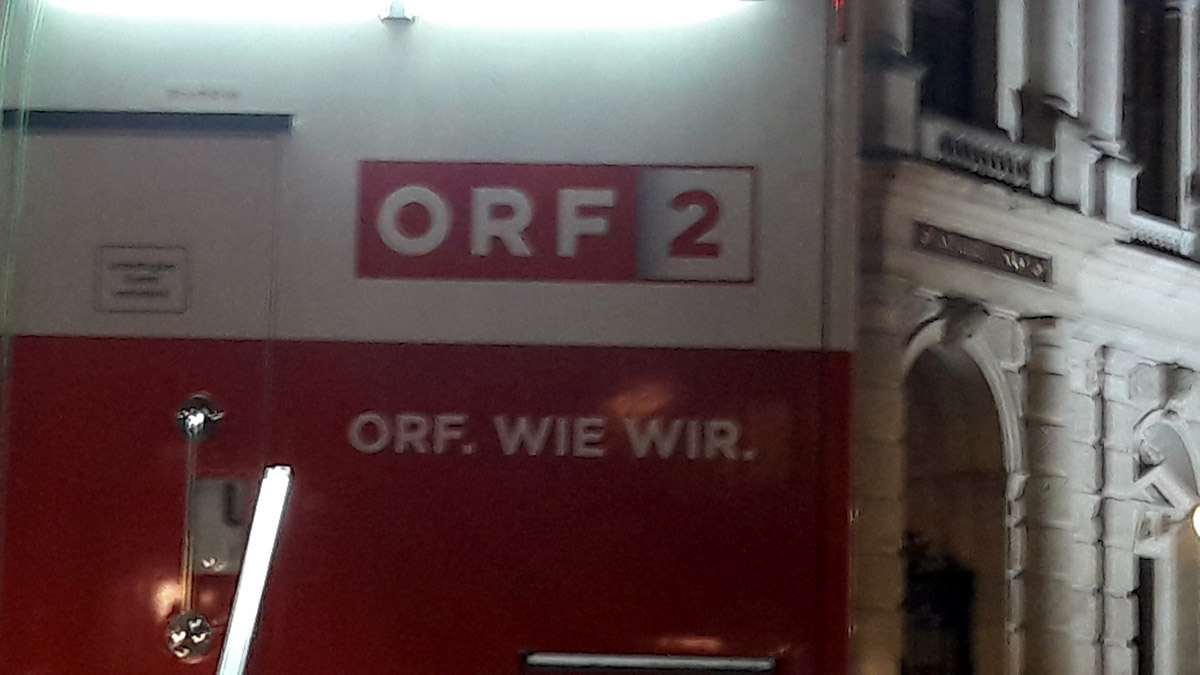 ORF 2
ORF. WIE WIR.